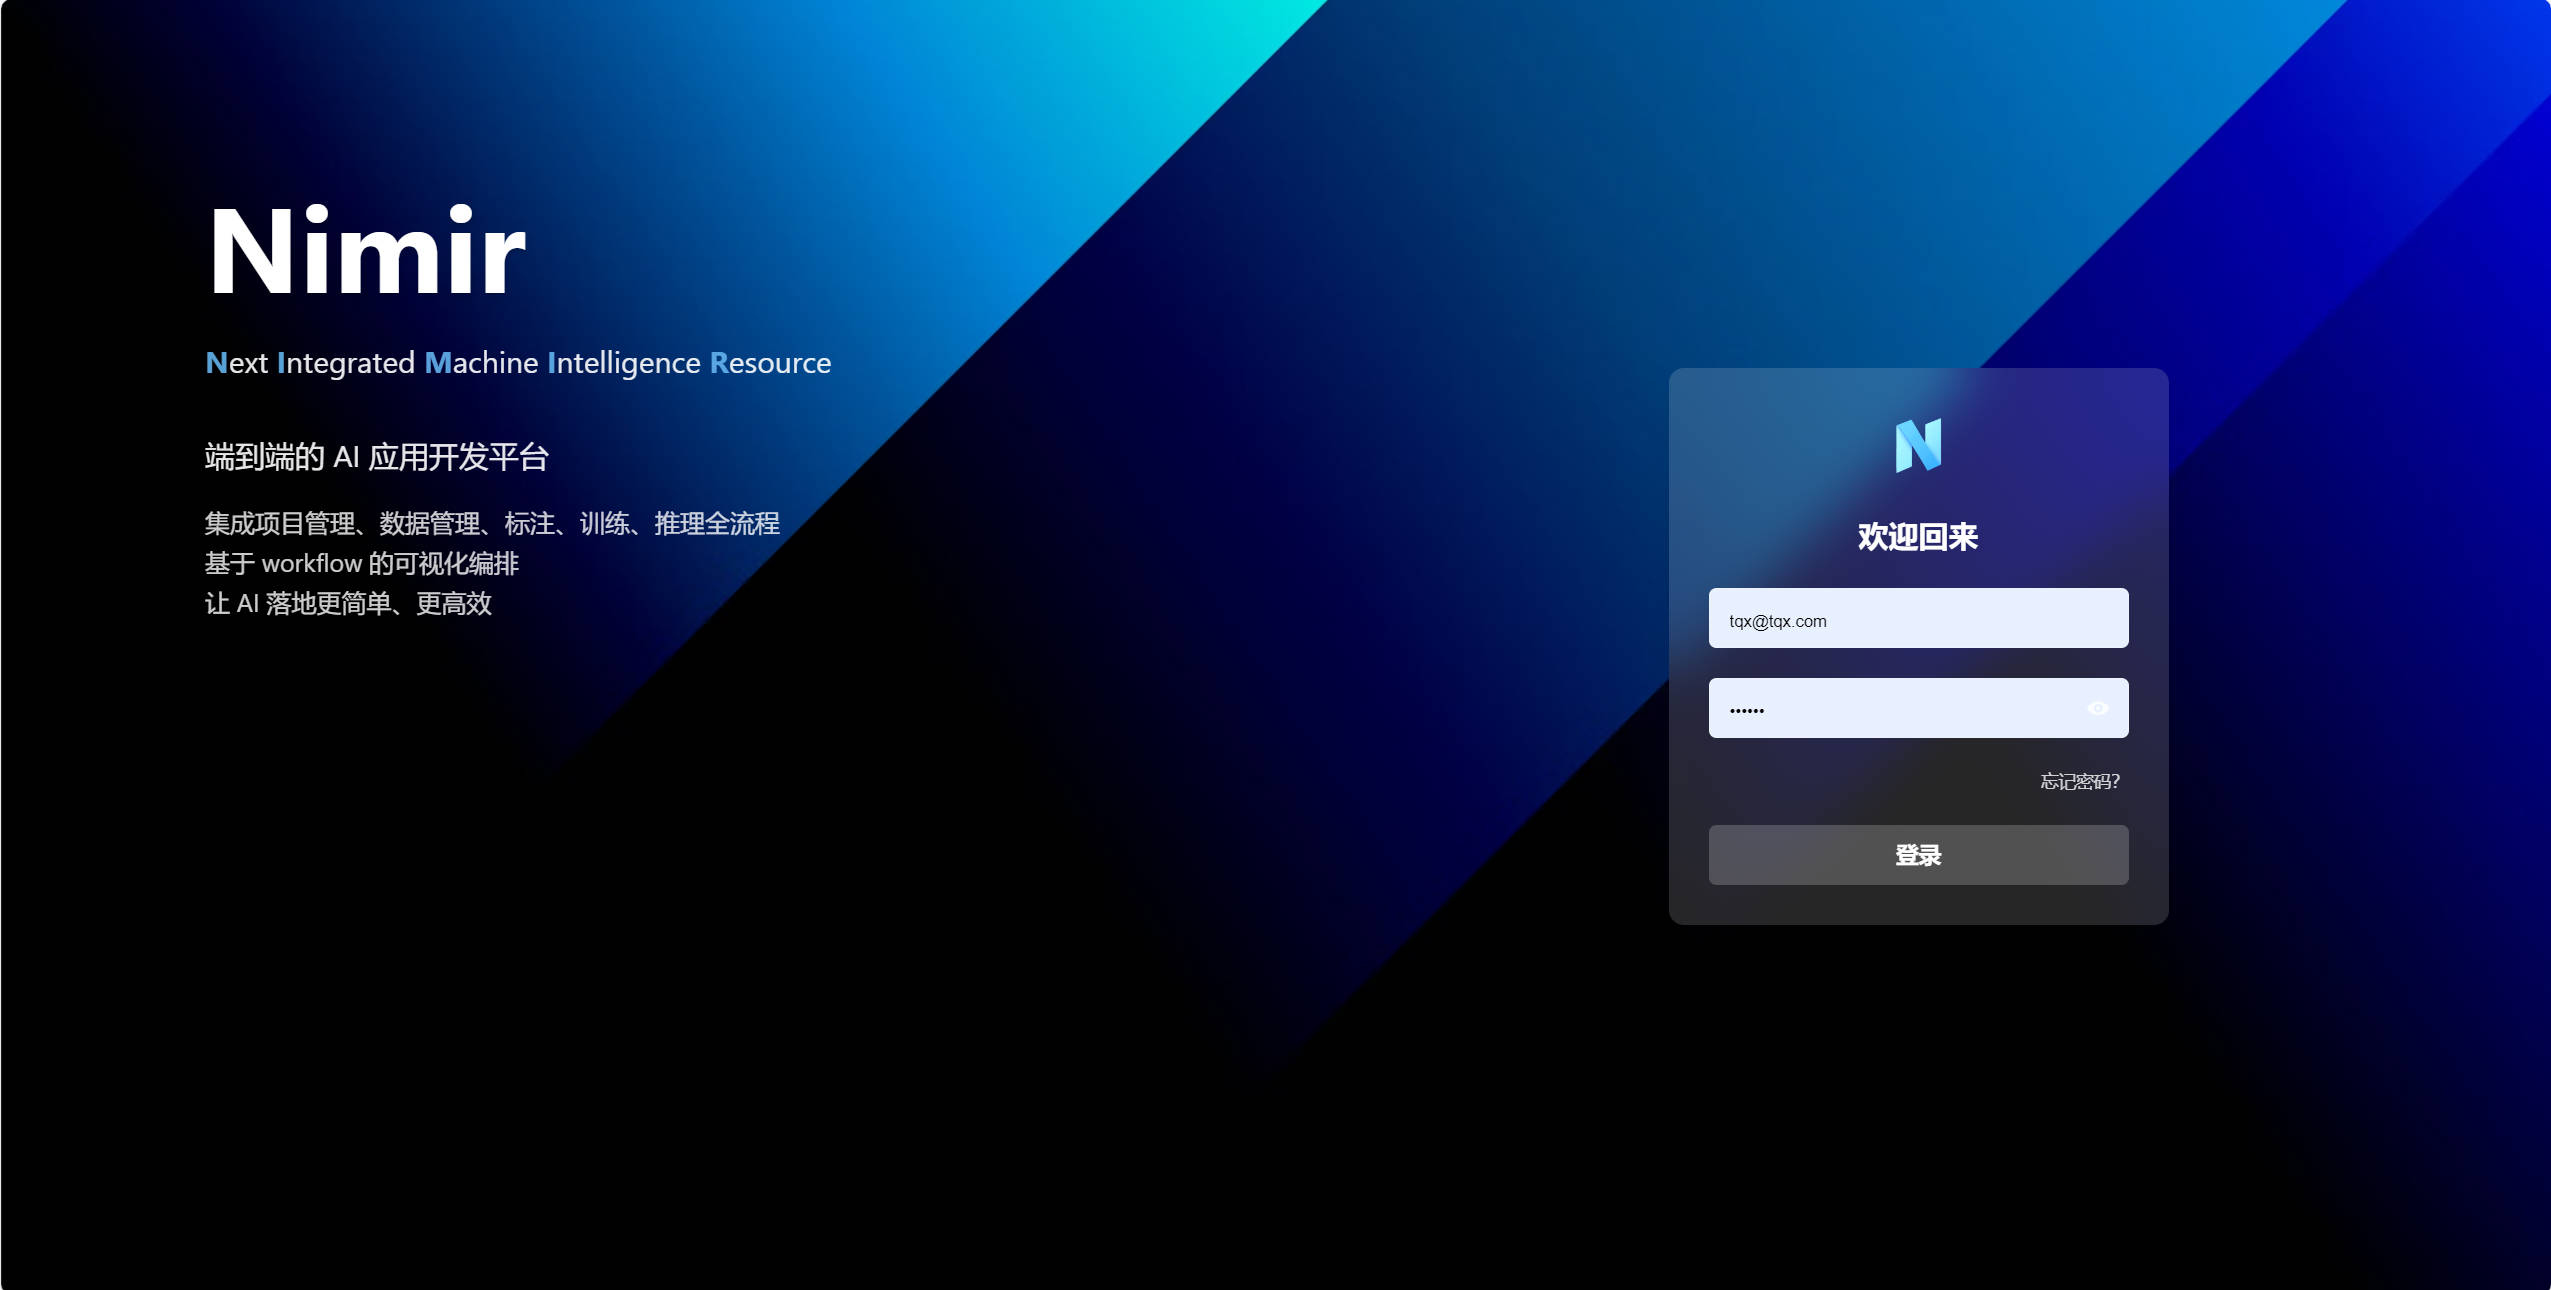 Nimir
Next Integrated Machine Intelligence Resource
端到端的 AI 应用开发平台
集成项目管理、数据管理、标注、训练、推理全流程
基于 workflow 的可视化编排
让 AI 落地更简单、更高效
N
欢迎回来
tqx@tqx.com
••••••
忘记密码?
登录